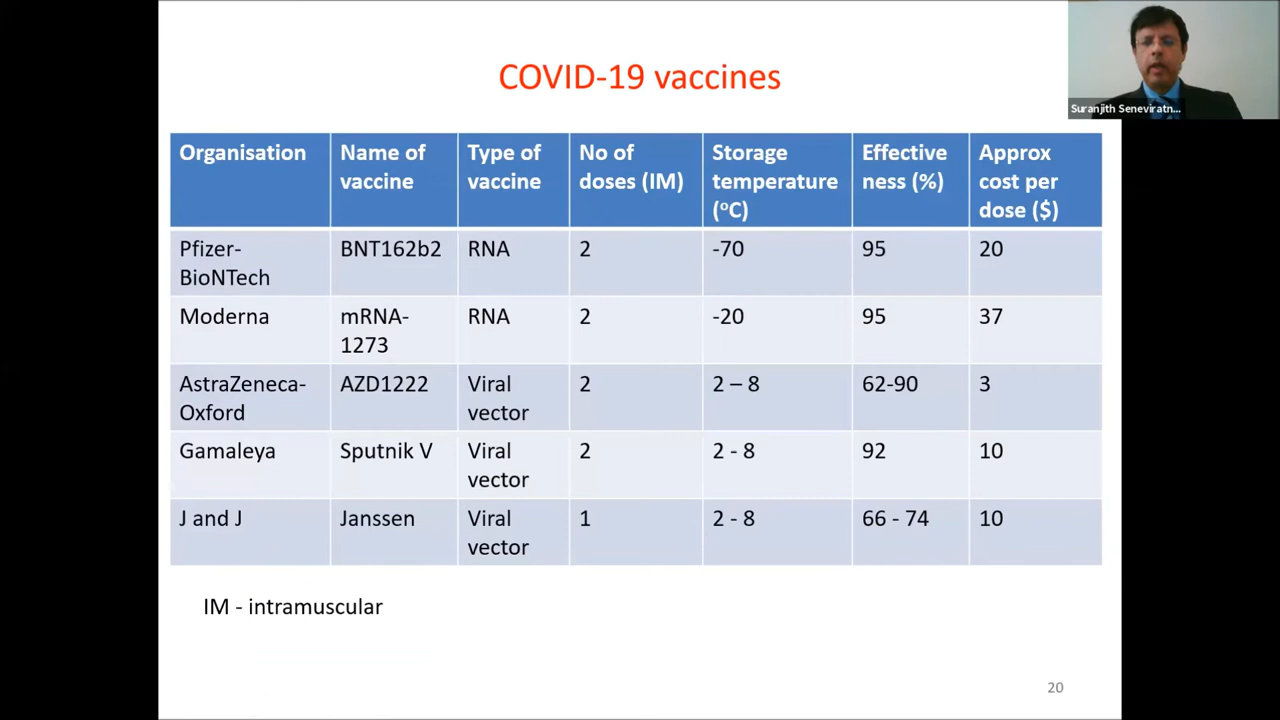 COVID-19 vaccines
Suranjith Seneviratn...
Organisation
Name of
vaccine
Type of
vaccine
No of
doses (IM)
Storage
temperature
(°C)
Effective
ness (%)
Approx
cost per
dose ($)
Pfizer-
BioNTech
BNT162b2
RNA
2
-70
95
20
Moderna
mRNA-
1273
RNA
2
-20
95
37
AstraZeneca-
Oxford
AZD1222
Viral
vector
2
2 – 8
62-90
3
Gamaleya
Sputnik V
Viral
vector
2
2 - 8
92
10
J and J
Janssen
Viral
vector
1
2 - 8
66 - 74
10
IM - intramuscular
20